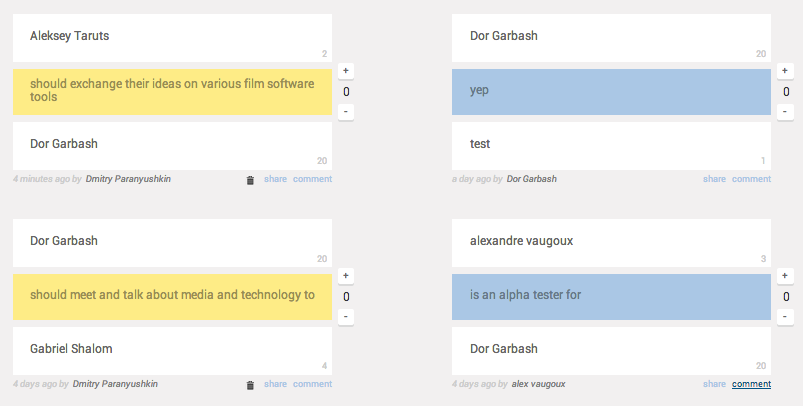 Aleksey Taruts
2
should exchange their ideas on various film software
tools
+
0
-
Dor Garbash
20
4 minutes ago by Dmitry Paranyushkin share comment
Dor Garbash
20
yep
+
0
-
test
1
a day ago by Dor Garbash share comment
Dor Garbash
20
should meet and talk about media and technology to
+
0
-
Gabriel Shalom
4
4 days ago by Dmitry Paranyushkin share comment
alexandre vaugoux
3
is an alpha tester for
+
0
-
Dor Garbash
20
4 days ago by alex vaugoux share comment